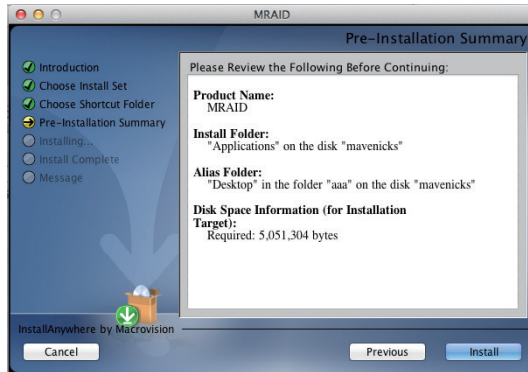 MRAID
Pre-Installation Summary
Introduction
Choose Install Set
Choose Shortcut Folder
Pre-Installation Summary
Installing...
Install Complete
Message
Please Review the Following Before Continuing:
Product Name:
MRAID
Install Folder:
"Applications" on the disk "mavenicks"
Alias Folder:
"Desktop" in the folder "aaa" on the disk "mavenicks"
Disk Space Information (for Installation
Target):
Required: 5,051,304 bytes
InstallAnywhere by Macrovision
Cancel
Previous
Install